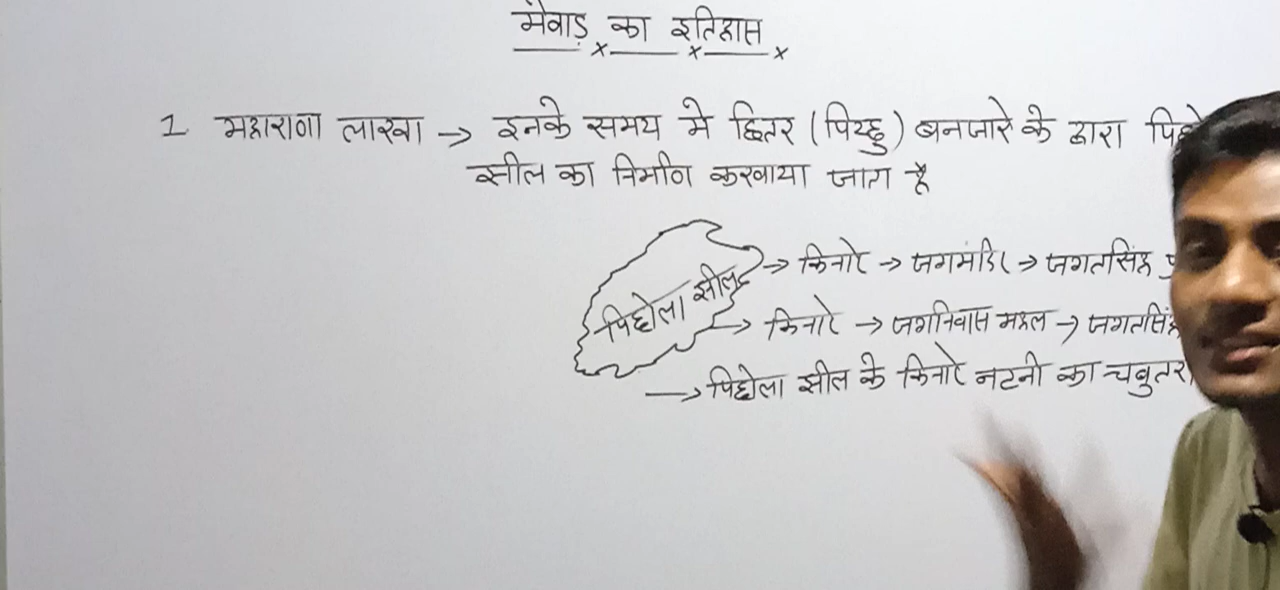 मेवाड़ का इतिहास
1 महाराणा लाखा → इनके समय मे छितर (पिच्छु) बनजारे के द्वारा
झील का निर्माण करवाया जाता है
पिछोला झील → किनारे → जगमंदिर → जगतसिंह
→ किनारे → जगनिवास महल → जगतसिंह
→ पिछोला झील के किनारे नटनी का चबुतरा